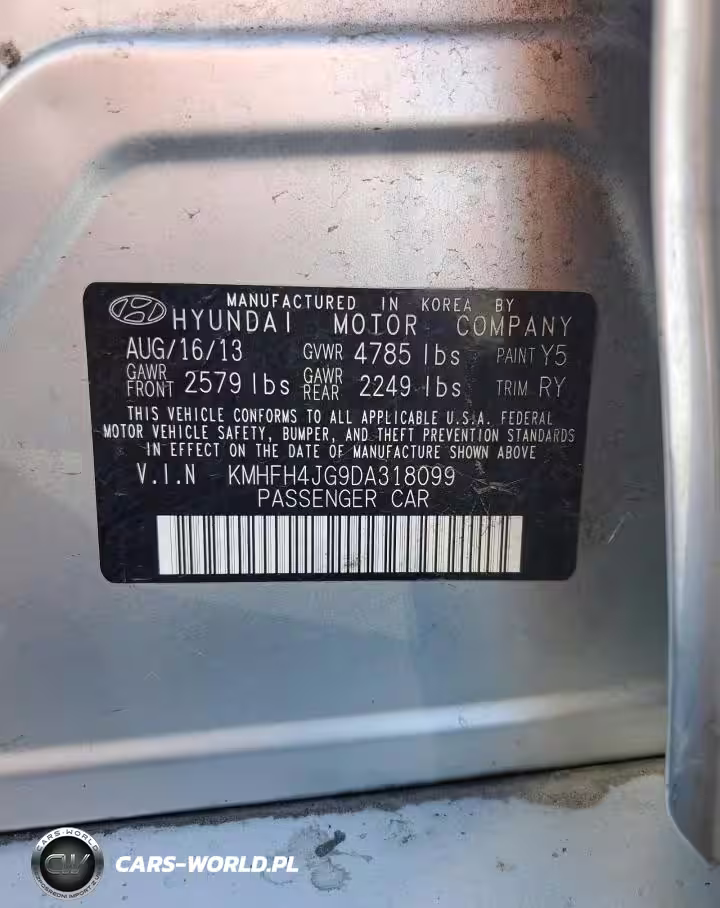 MANUFACTURED IN KOREA BY
HYUNDAI MOTOR COMPANY
AUG/16/13 GVWR 4785 lbs PAINT Y5
GAWR FRONT 2579 lbs GAWR REAR 2249 lbs TRIM RY
THIS VEHICLE CONFORMS TO ALL APPLICABLE U.S.A. FEDERAL
MOTOR VEHICLE SAFETY, BUMPER, AND THEFT PREVENTION STANDARDS
IN EFFECT ON THE DATE OF MANUFACTURE SHOWN ABOVE
V.I.N KMHFH4JG9DA318099
PASSENGER CAR
CARS-WORLD
CARS-WORLD.PL